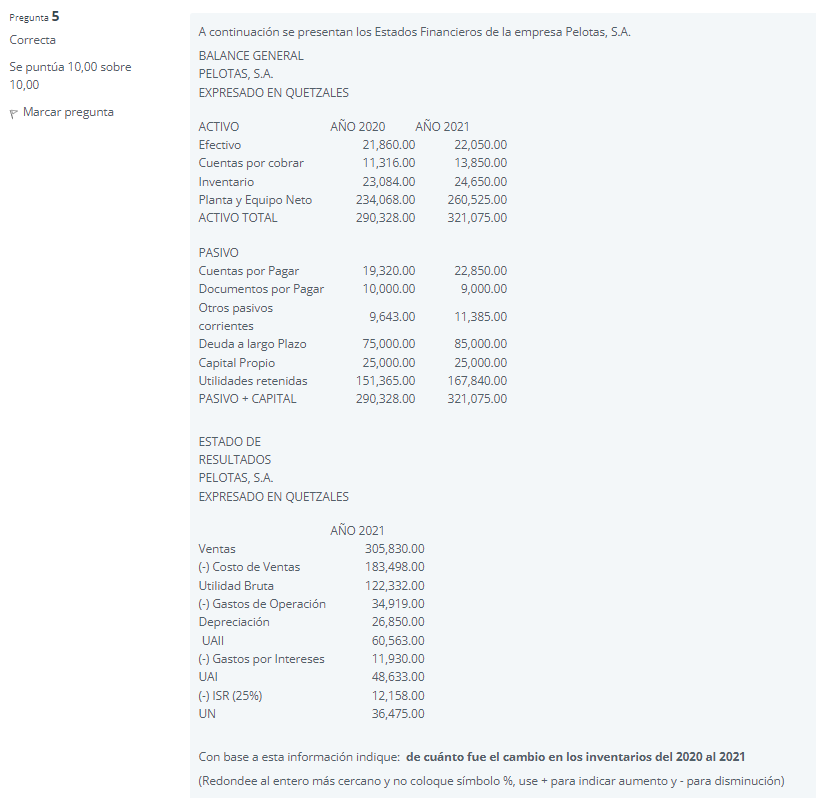 Pregunta 5
Correcta
Se puntúa 10,00 sobre
10,00
Marcar pregunta
A continuación se presentan los Estados Financieros de la empresa Pelotas, S.A.
BALANCE GENERAL
PELOTAS, S.A.
EXPRESADO EN QUETZALES
ACTIVO AÑO 2020 AÑO 2021
Efectivo 21,860.00 22,050.00
Cuentas por cobrar 11,316.00 13,850.00
Inventario 23,084.00 24,650.00
Planta y Equipo Neto 234,068.00 260,525.00
ACTIVO TOTAL 290,328.00 321,075.00
PASIVO
Cuentas por Pagar 19,320.00 22,850.00
Documentos por Pagar 10,000.00 9,000.00
Otros pasivos
corrientes 9,643.00 11,385.00
Deuda a largo Plazo 75,000.00 85,000.00
Capital Propio 25,000.00 25,000.00
Utilidades retenidas 151,365.00 167,840.00
PASIVO + CAPITAL 290,328.00 321,075.00
ESTADO DE
RESULTADOS
PELOTAS, S.A.
EXPRESADO EN QUETZALES
AÑO 2021
Ventas 305,830.00
(-) Costo de Ventas 183,498.00
Utilidad Bruta 122,332.00
(-) Gastos de Operación 34,919.00
Depreciación 26,850.00
UAII 60,563.00
(-) Gastos por Intereses 11,930.00
UAI 48,633.00
(-) ISR (25%) 12,158.00
UN 36,475.00
Con base a esta información indique: de cuánto fue el cambio en los inventarios del 2020 al 2021
(Redondee al entero más cercano y no coloque símbolo %, use + para indicar aumento y - para disminución)